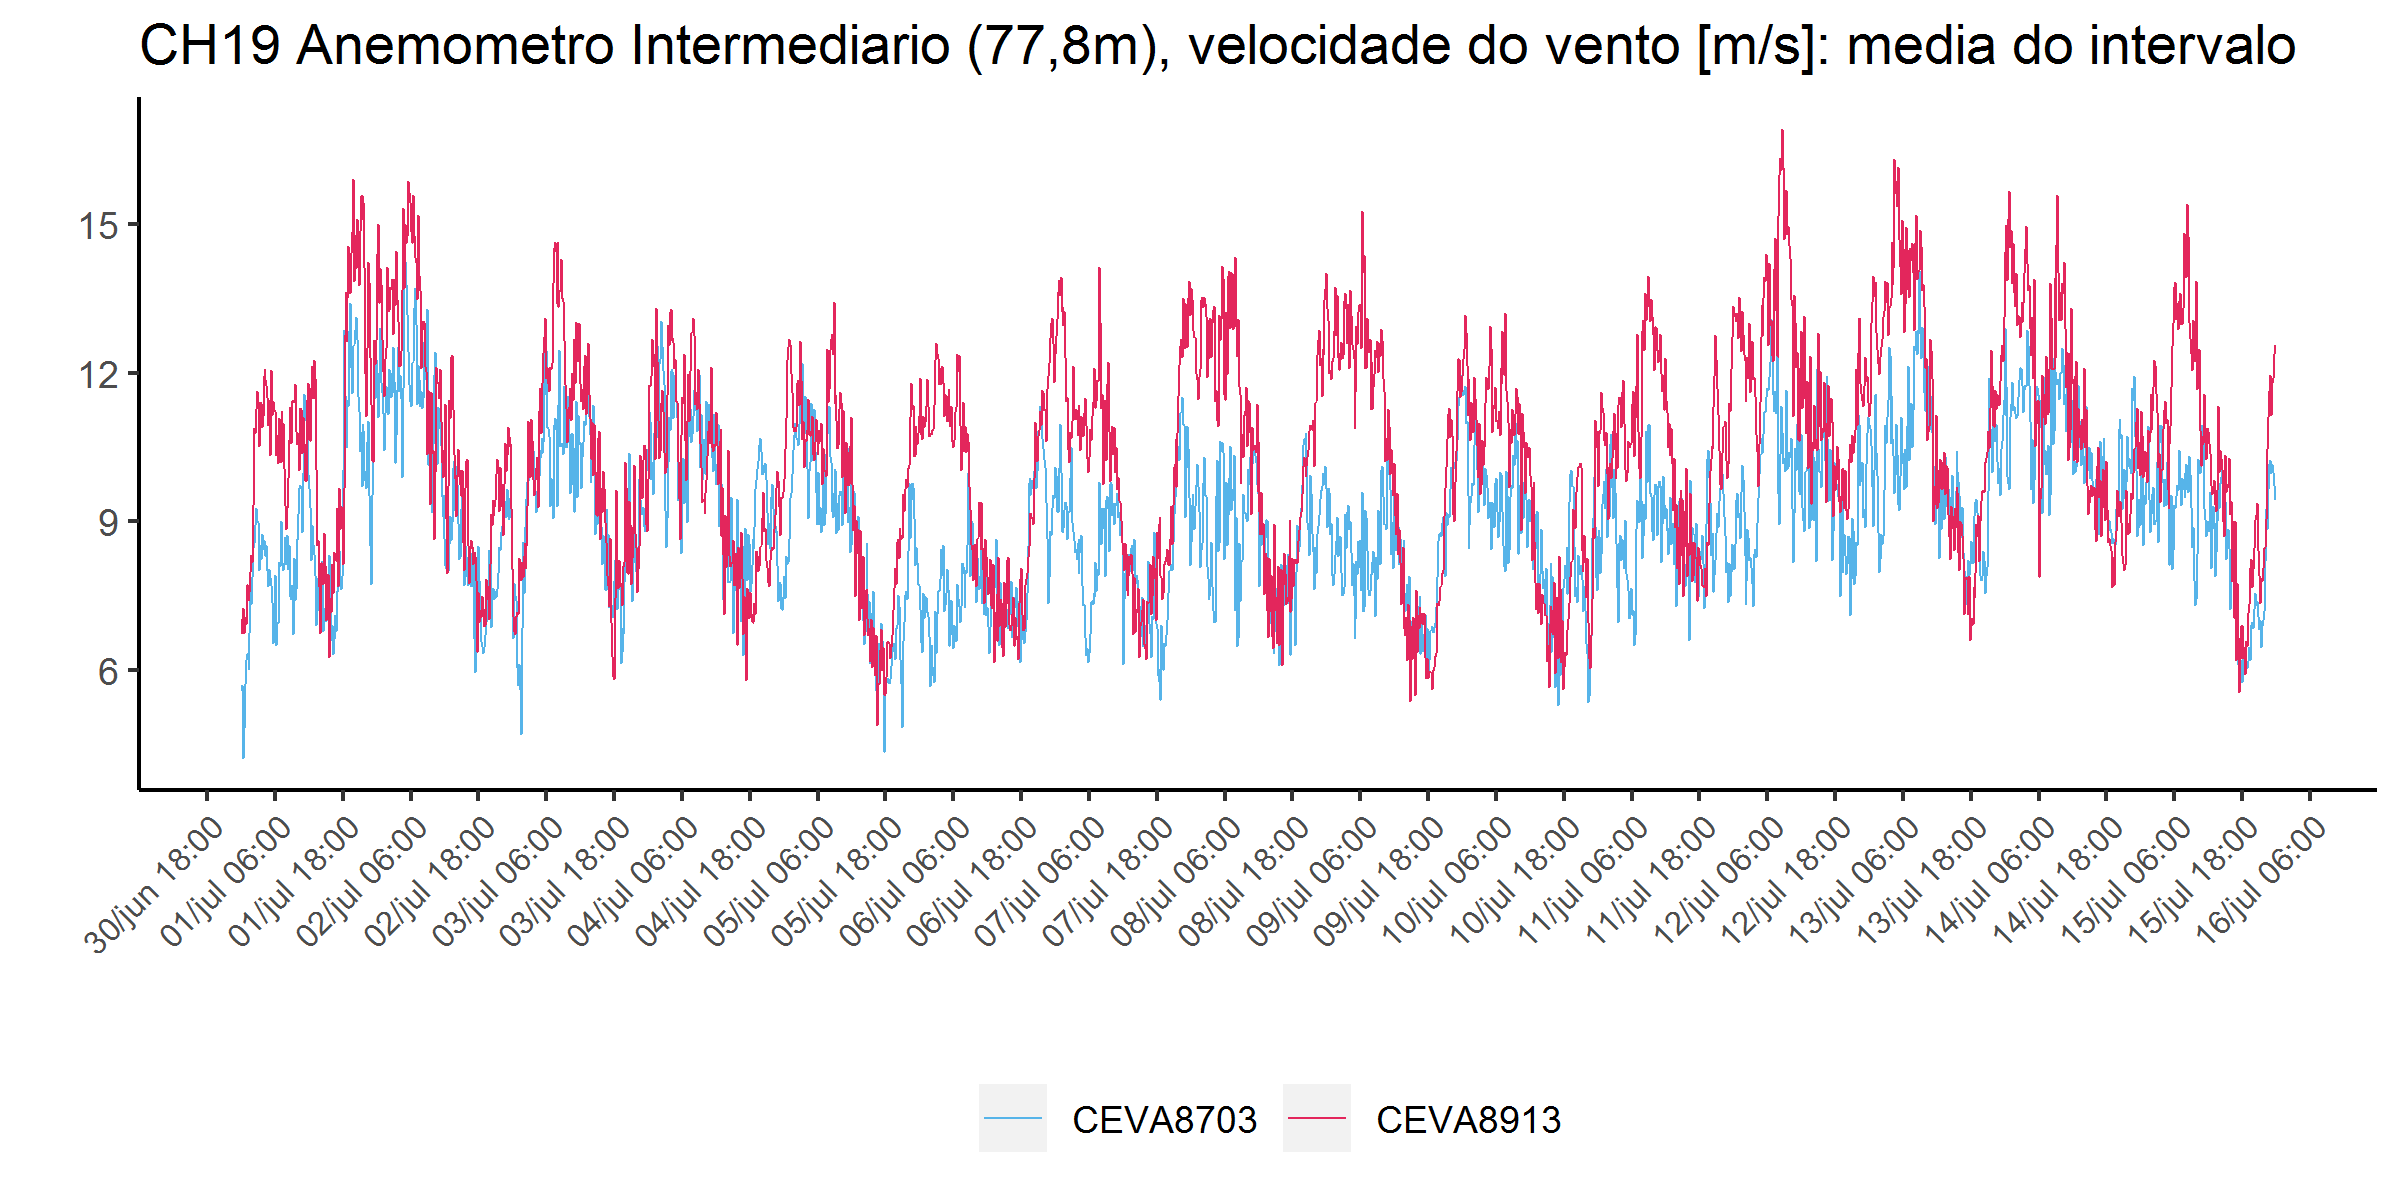 CH19 Anemometro Intermediario (77,8m), velocidade do vento [m/s]: media do intervalo
15
12
9
6
30/jun 18:00
01/jul 06:00
01/jul 18:00
02/jul 06:00
02/jul 18:00
03/jul 06:00
03/jul 18:00
04/jul 06:00
04/jul 18:00
05/jul 06:00
05/jul 18:00
06/jul 06:00
06/jul 18:00
07/jul 06:00
07/jul 18:00
08/jul 06:00
08/jul 18:00
09/jul 06:00
09/jul 18:00
10/jul 06:00
10/jul 18:00
11/jul 06:00
11/jul 18:00
12/jul 06:00
12/jul 18:00
13/jul 06:00
13/jul 18:00
14/jul 06:00
14/jul 18:00
15/jul 06:00
15/jul 18:00
16/jul 06:00
CEVA8703 CEVA8913